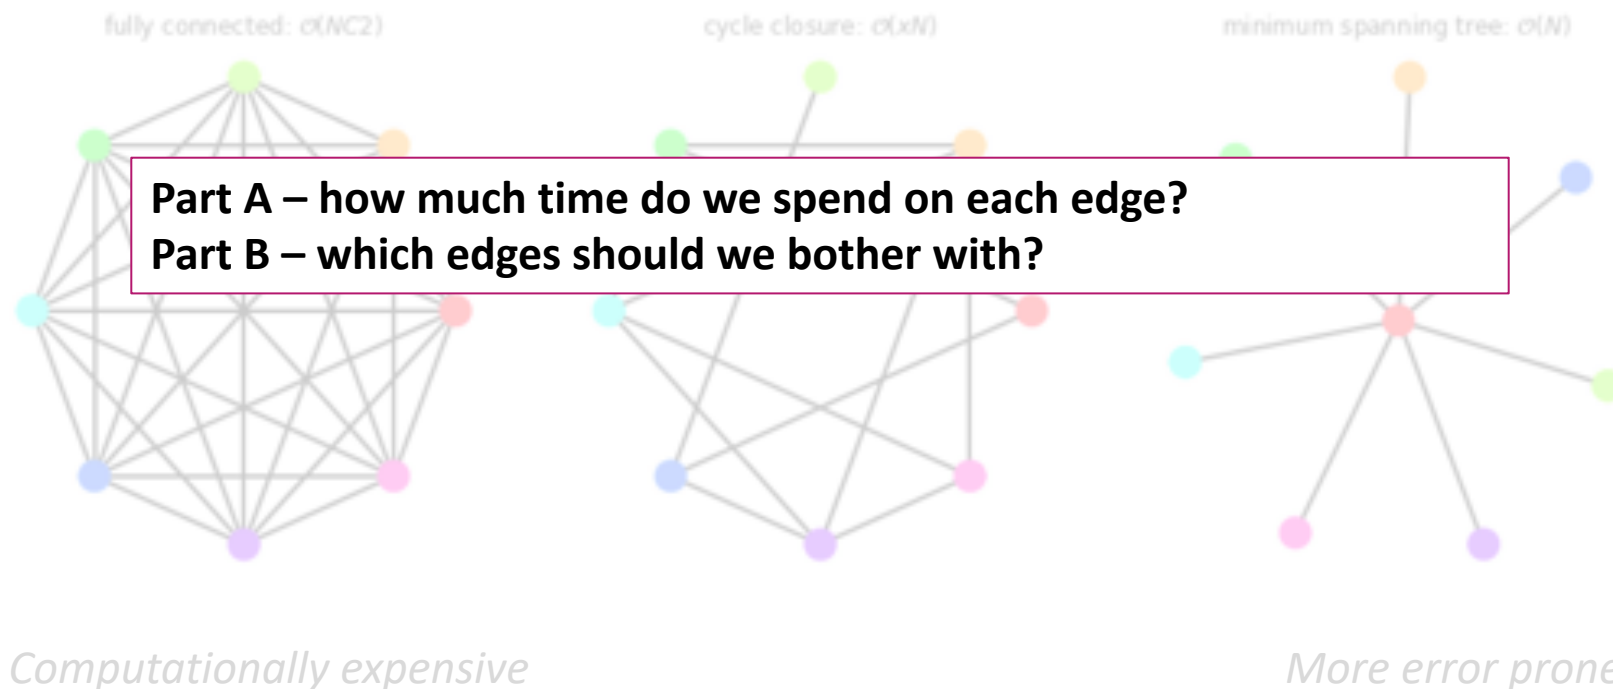 fully connected: 𝒪(NC2)
cycle closure: 𝒪(xN)
minimum spanning tree: 𝒪(N)
Part A – how much time do we spend on each edge?
Part B – which edges should we bother with?
Computationally expensive
More error prone